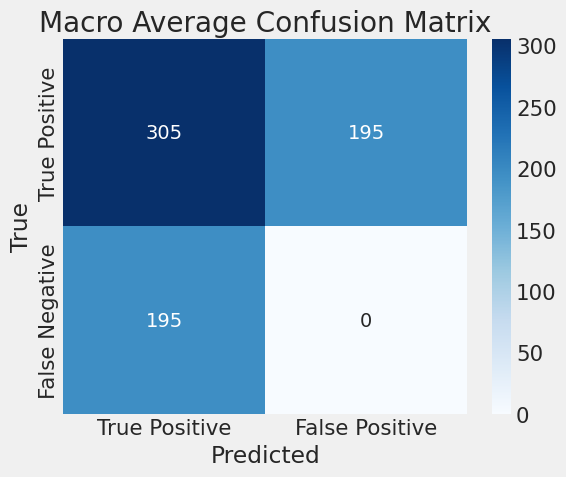 Macro Average Confusion Matrix
True
True Positive
False Negative
305
195
195
0
True Positive
False Positive
Predicted
300
250
200
150
100
50
0